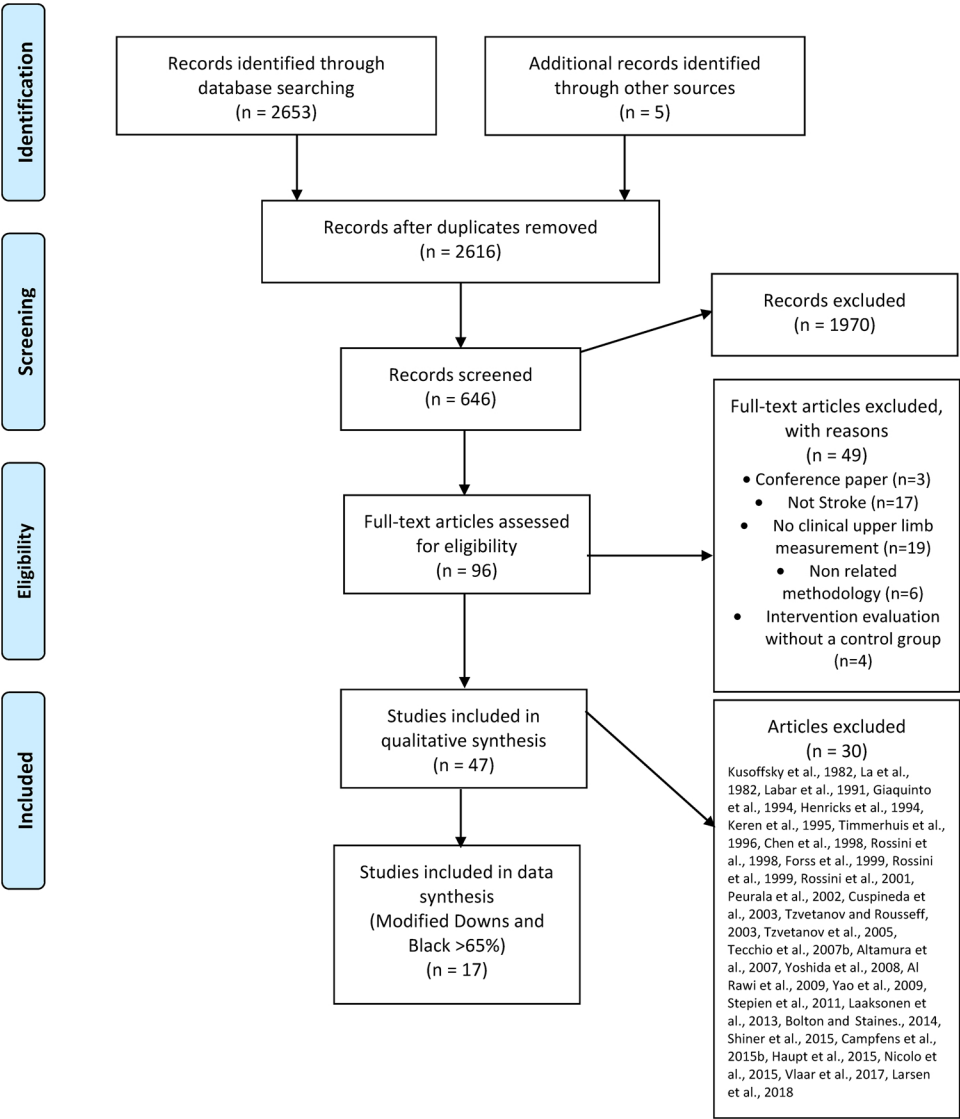 Identification
Records identified through
database searching
(n = 2653)
Additional records identified
through other sources
(n = 5)
Records after duplicates removed
(n = 2616)
Screening
Records excluded
(n = 1970)
Records screened
(n = 646)
Full-text articles excluded,
with reasons
(n = 49)
• Conference paper (n=3)
• Not Stroke (n=17)
• No clinical upper limb
measurement (n=19)
• Non related
methodology (n=6)
• Intervention evaluation
without a control group
(n=4)
Eligibility
Full-text articles assessed
for eligibility
(n = 96)
Included
Studies included in
qualitative synthesis
(n = 47)
Articles excluded
(n = 30)
Kusoffsky et al., 1982, La et al.,
1982, Labar et al., 1991, Giaquinto
et al., 1994, Henricks et al., 1994,
Keren et al., 1995, Timmerhuis et al.,
1996, Chen et al., 1998, Rossini et
al., 1998, Forss et al., 1999, Rossini
et al., 1999, Rossini et al., 2001,
Peurala et al., 2002, Cuspineda et
al., 2003, Tzvetanov and Rousseff,
2003, Tzvetanov et al., 2005,
Tecchio et al., 2007b, Altamura et
al., 2007, Yoshida et al., 2008, Al
Rawi et al., 2009, Yao et al., 2009,
Stepien et al., 2011, Laaksonen et
al., 2013, Bolton and Staines., 2014,
Shiner et al., 2015, Campfens et al.,
2015b, Haupt et al., 2015, Nicolo et
al., 2015, Vlaar et al., 2017, Larsen
et al., 2018
Studies included in data
synthesis
(Modified Downs and
Black >65%)
(n = 17)